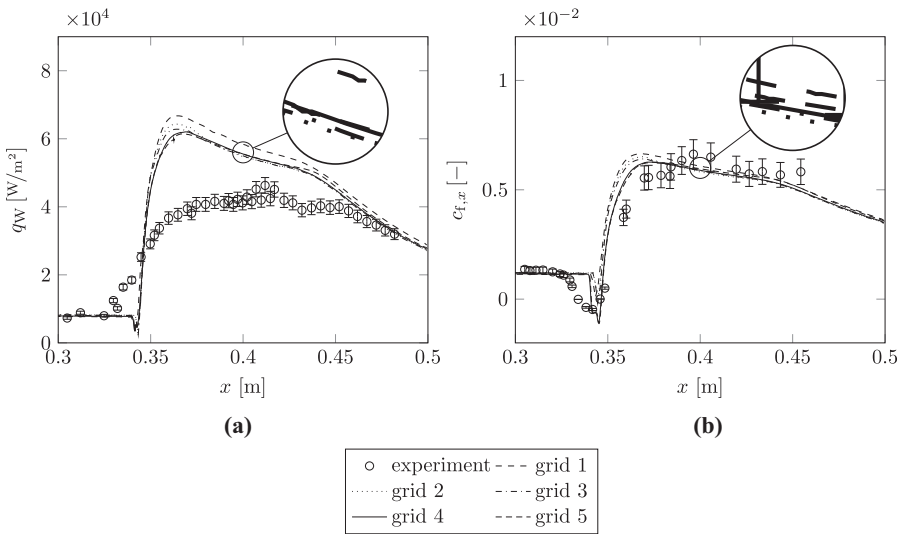 ×10⁴
8
6
4
2
0
0.3 0.35 0.4 0.45 0.5
q_W [W/m²]
x [m]
(a)
×10⁻²
1
0.5
0
0.3 0.35 0.4 0.45 0.5
c_f,x [−]
x [m]
(b)
experiment grid 1
grid 2 grid 3
grid 4 grid 5